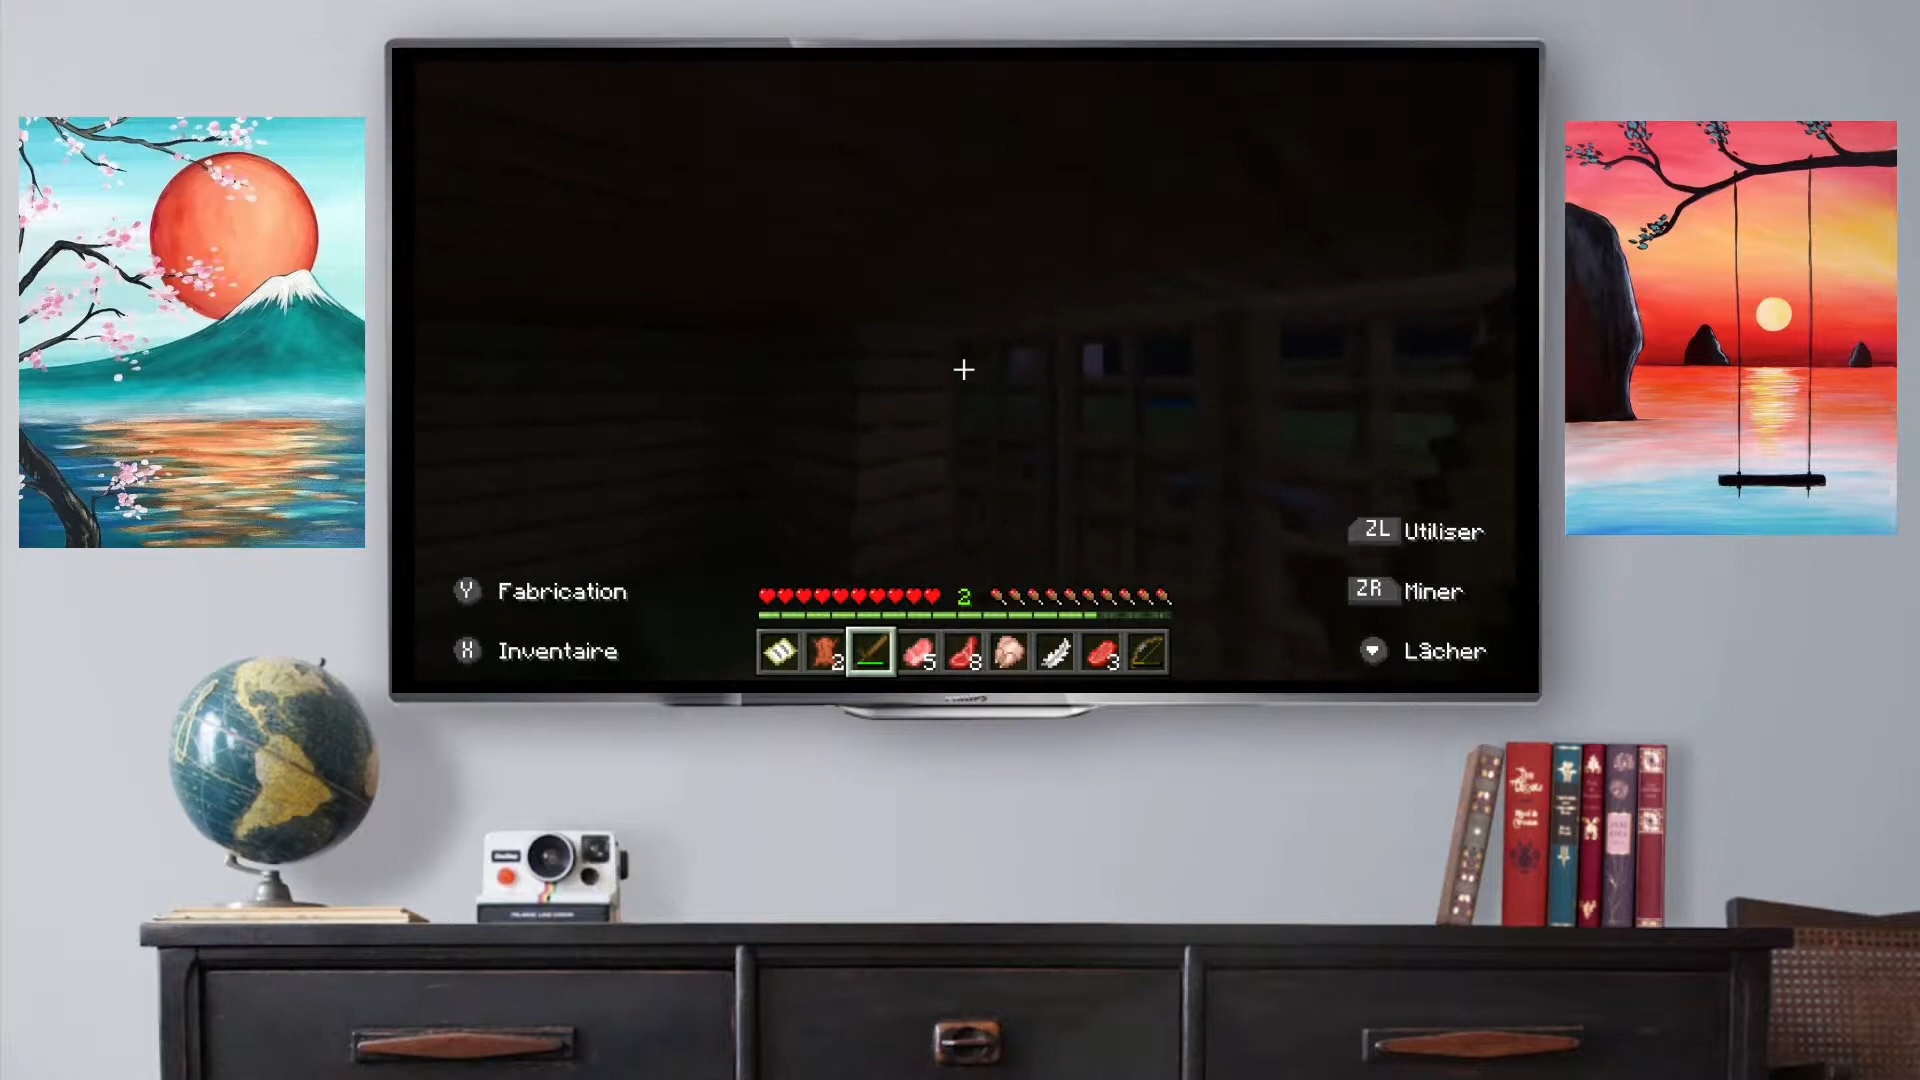 ZL Utiliser
Y Fabrication
2
ZR Miner
X Inventaire
2
5
8
3
Lâcher